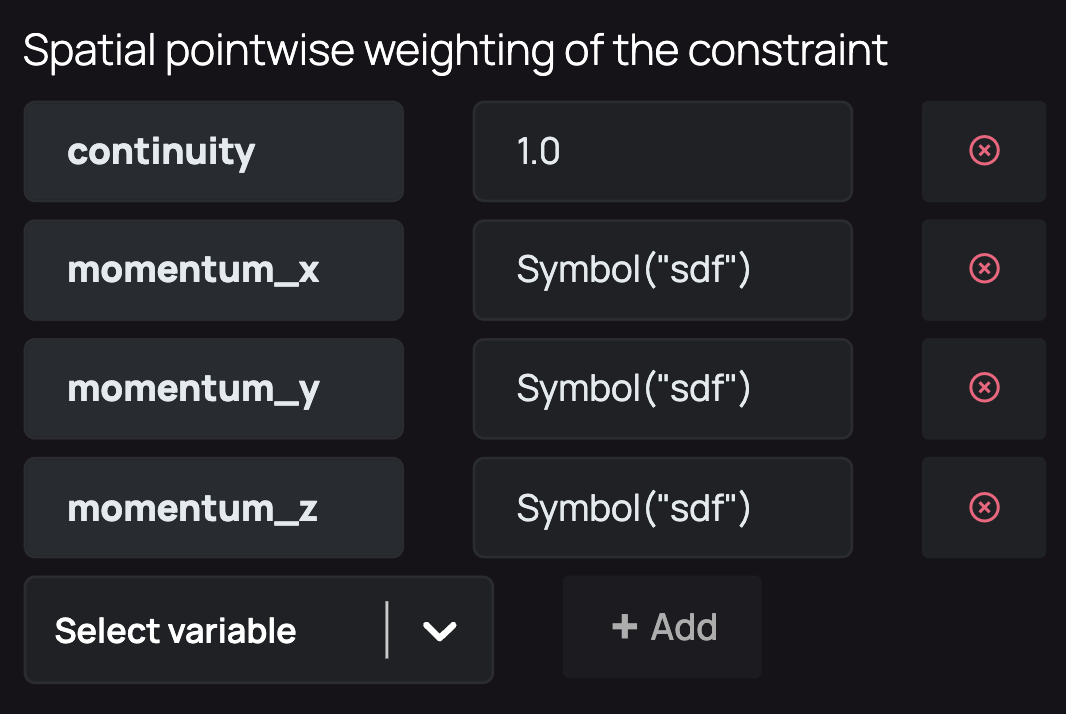 Spatial pointwise weighting of the constraint
continuity 1.0
momentum_x Symbol("sdf")
momentum_y Symbol("sdf")
momentum_z Symbol("sdf")
Select variable + Add